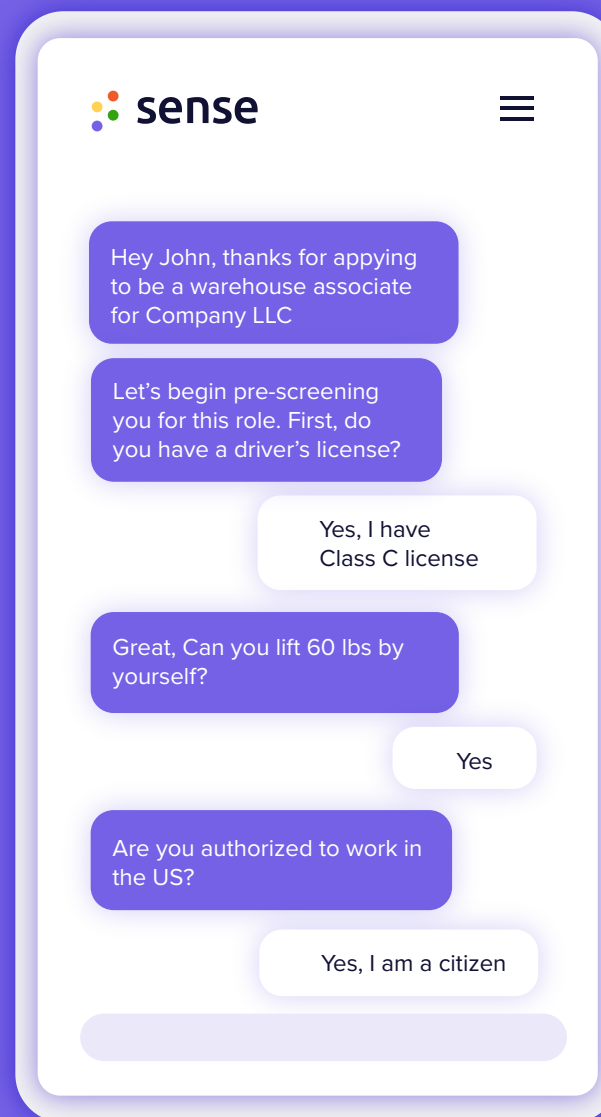 sense
Hey John, thanks for appying
to be a warehouse associate
for Company LLC
Let’s begin pre-screening
you for this role. First, do
you have a driver’s license?
Yes, I have
Class C license
Great, Can you lift 60 lbs by
yourself?
Yes
Are you authorized to work in
the US?
Yes, I am a citizen